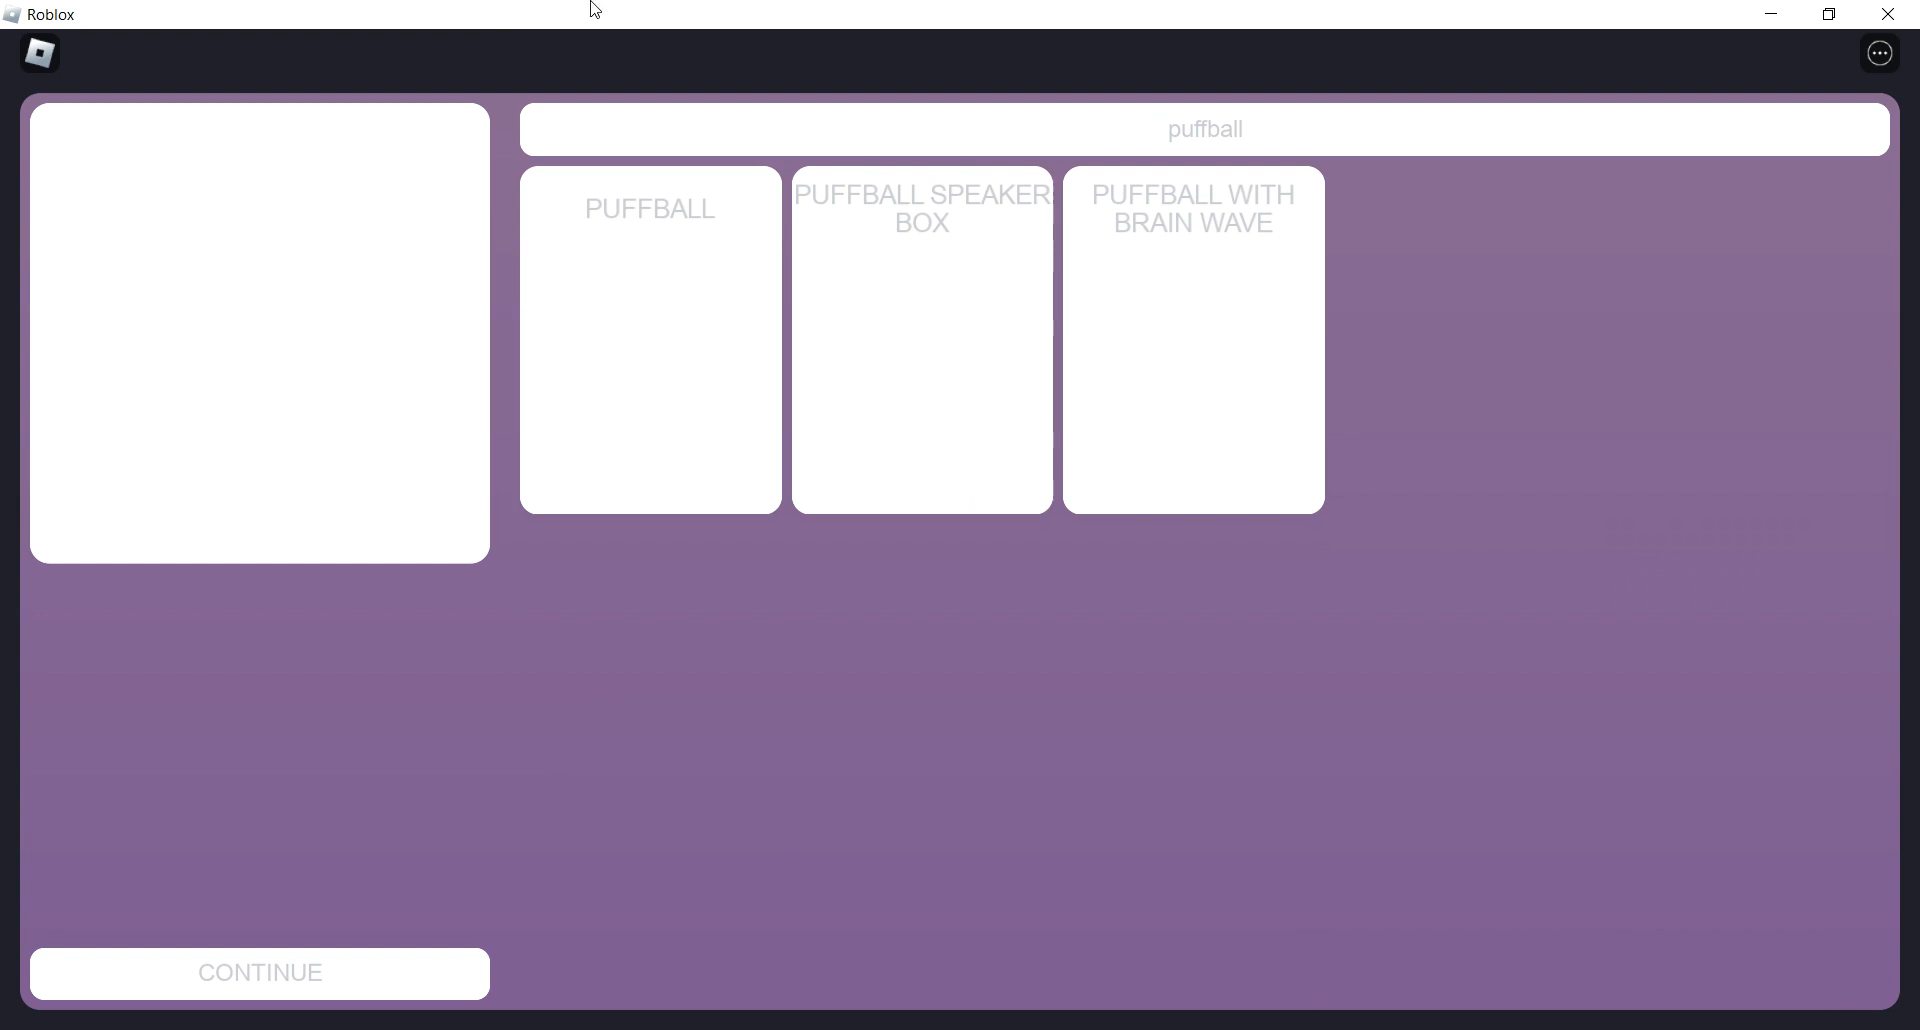 Roblox
puffball
PUFFBALL
PUFFBALL SPEAKER
BOX
PUFFBALL WITH
BRAIN WAVE
CONTINUE